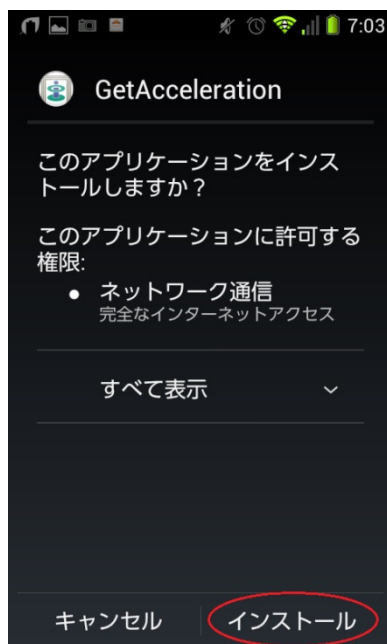 7:03
GetAcceleration
このアプリケーションをインス
トールしますか？
このアプリケーションに許可する
権限:
● ネットワーク通信
完全なインターネットアクセス
すべて表示
キャンセル インストール